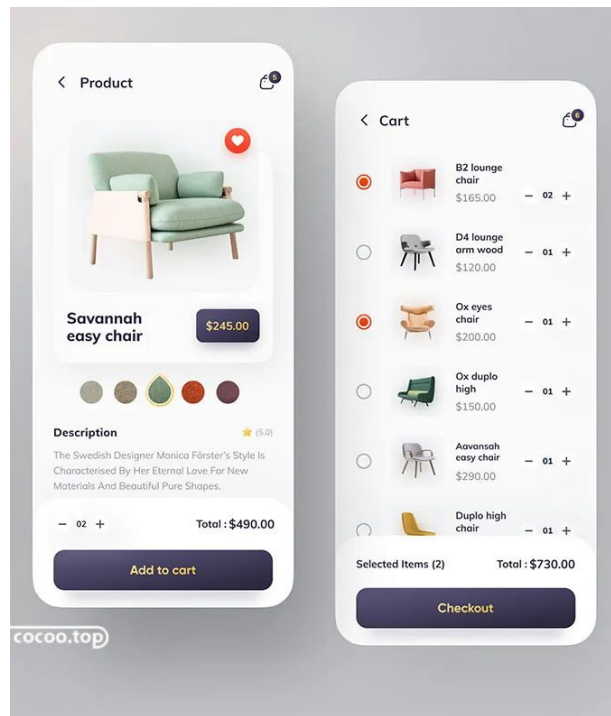 Product
5
Savannah
easy chair
$245.00
Description
(5.0)
The Swedish Designer Monica Förster's Style Is
Characterised By Her Eternal Love For New
Materials And Beautiful Pure Shapes.
− 02 +
Total : $490.00
Add to cart
Cart
6
B2 lounge
chair
$165.00
− 02 +
D4 lounge
arm wood
$120.00
− 01 +
Ox eyes
chair
$200.00
− 01 +
Ox duplo
high
$150.00
− 01 +
Aavansah
easy chair
$290.00
− 01 +
Duplo high
chair
− 01 +
Selected Items (2)
Total : $730.00
Checkout
cocoo.top